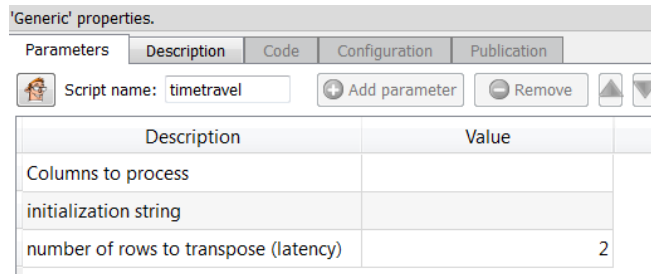 'Generic' properties.
Parameters Description Code Configuration Publication
Script name: timetravel Add parameter Remove
Description Value
Columns to process
initialization string
number of rows to transpose (latency) 2